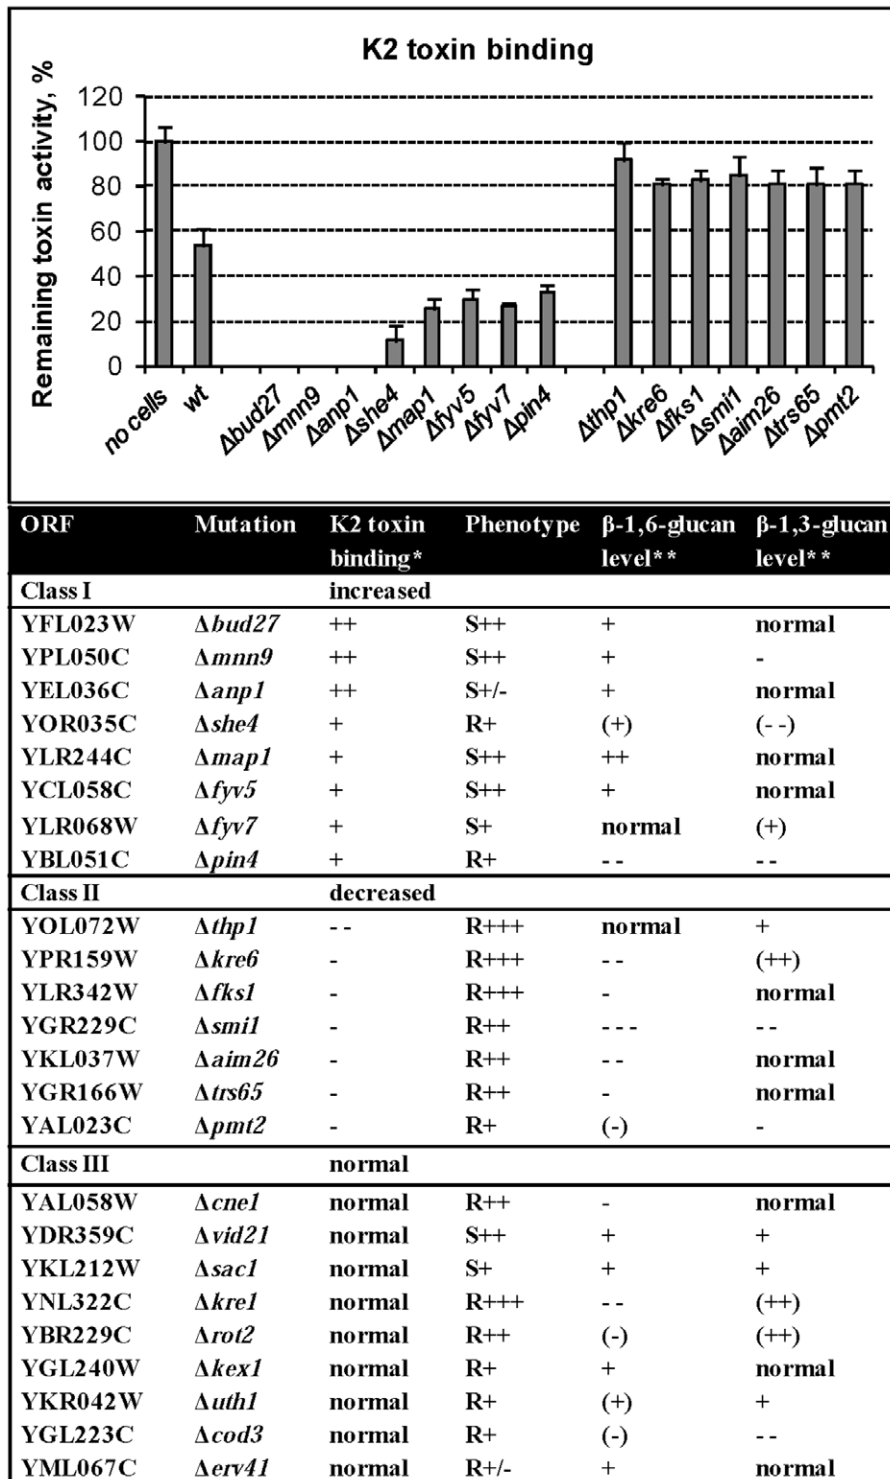 K2 toxin binding
Remaining toxin activity, %
120
100
80
60
40
20
0
no cells
wt
Δbud27
Δmnn9
Δanp1
Δshe4
Δmap1
Δfyv5
Δfyv7
Δpin4
Δthp1
Δkre6
Δfks1
Δsmi1
Δaim26
Δtrs65
Δpmt2
ORF Mutation K2 toxin Phenotype β-1,6-glucan β-1,3-glucan
binding* level** level**
Class I increased
YFL023W Δbud27 ++ S++ + normal
YPL050C Δmnn9 ++ S++ + -
YEL036C Δanp1 ++ S+/- + normal
YOR035C Δshe4 + R+ (+) (- -)
YLR244C Δmap1 + S++ ++ normal
YCL058C Δfyv5 + S++ + normal
YLR068W Δfyv7 + S+ normal (+)
YBL051C Δpin4 + R+ - - - -
Class II decreased
YOL072W Δthp1 - - R+++ normal +
YPR159W Δkre6 - R+++ - - (++)
YLR342W Δfks1 - R+++ - normal
YGR229C Δsmi1 - R++ - - - - -
YKL037W Δaim26 - R++ - - normal
YGR166W Δtrs65 - R++ - normal
YAL023C Δpmt2 - R+ (-) -
Class III normal
YAL058W Δcne1 normal R++ - normal
YDR359C Δvid21 normal S++ + +
YKL212W Δsac1 normal S+ + +
YNL322C Δkre1 normal R+++ - - (++)
YBR229C Δrot2 normal R++ (-) (++)
YGL240W Δkex1 normal R+ + normal
YKR042W Δuth1 normal R+ (+) +
YGL223C Δcod3 normal R+ (-) - -
YML067C Δerv41 normal R+/- + normal